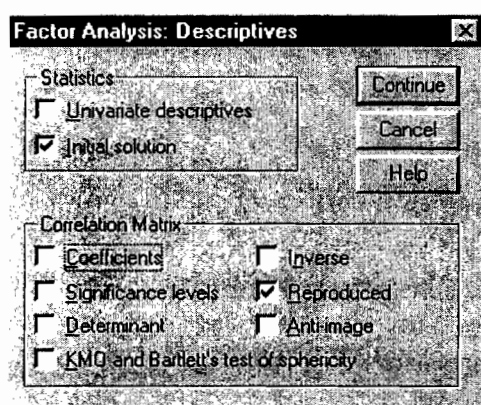 Factor Analysis: Descriptives
Statistics
Univariate descriptives
Initial solution
Continue
Cancel
Help
Correlation Matrix
Coefficients
Inverse
Significance levels
Reproduced
Determinant
Anti-image
KMO and Bartlett's test of sphericity